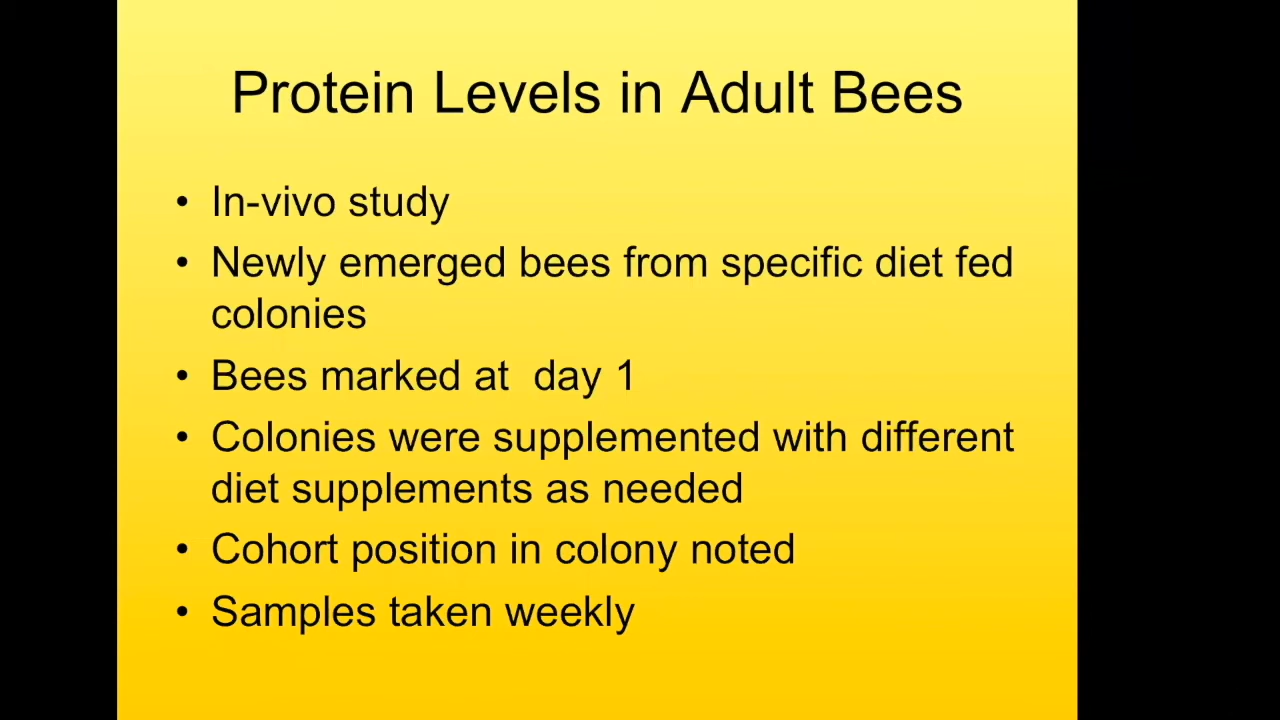 Protein Levels in Adult Bees
• In-vivo study
• Newly emerged bees from specific diet fed
colonies
• Bees marked at  day 1
• Colonies were supplemented with different
diet supplements as needed
• Cohort position in colony noted
• Samples taken weekly